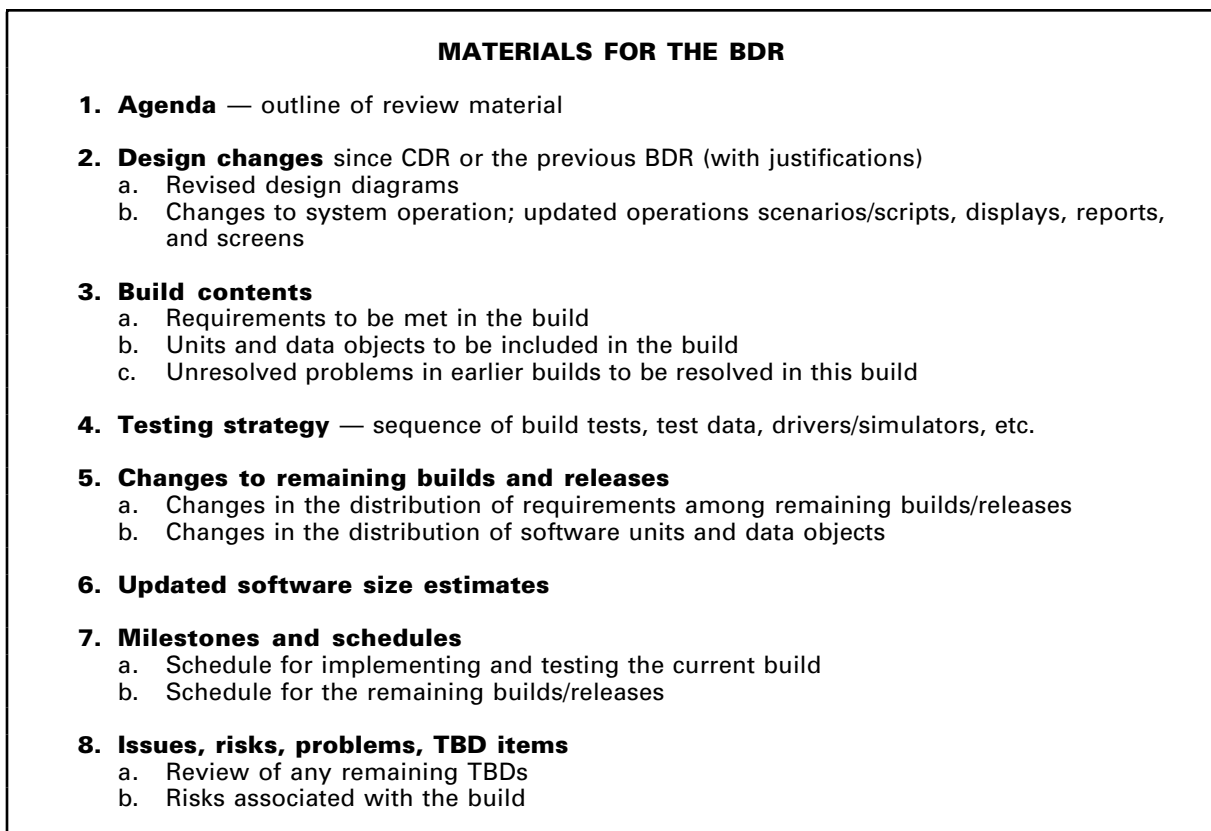 MATERIALS FOR THE BDR
1. Agenda — outline of review material
2. Design changes since CDR or the previous BDR (with justifications)
a. Revised design diagrams
b. Changes to system operation; updated operations scenarios/scripts, displays, reports,
and screens
3. Build contents
a. Requirements to be met in the build
b. Units and data objects to be included in the build
c. Unresolved problems in earlier builds to be resolved in this build
4. Testing strategy — sequence of build tests, test data, drivers/simulators, etc.
5. Changes to remaining builds and releases
a. Changes in the distribution of requirements among remaining builds/releases
b. Changes in the distribution of software units and data objects
6. Updated software size estimates
7. Milestones and schedules
a. Schedule for implementing and testing the current build
b. Schedule for the remaining builds/releases
8. Issues, risks, problems, TBD items
a. Review of any remaining TBDs
b. Risks associated with the build